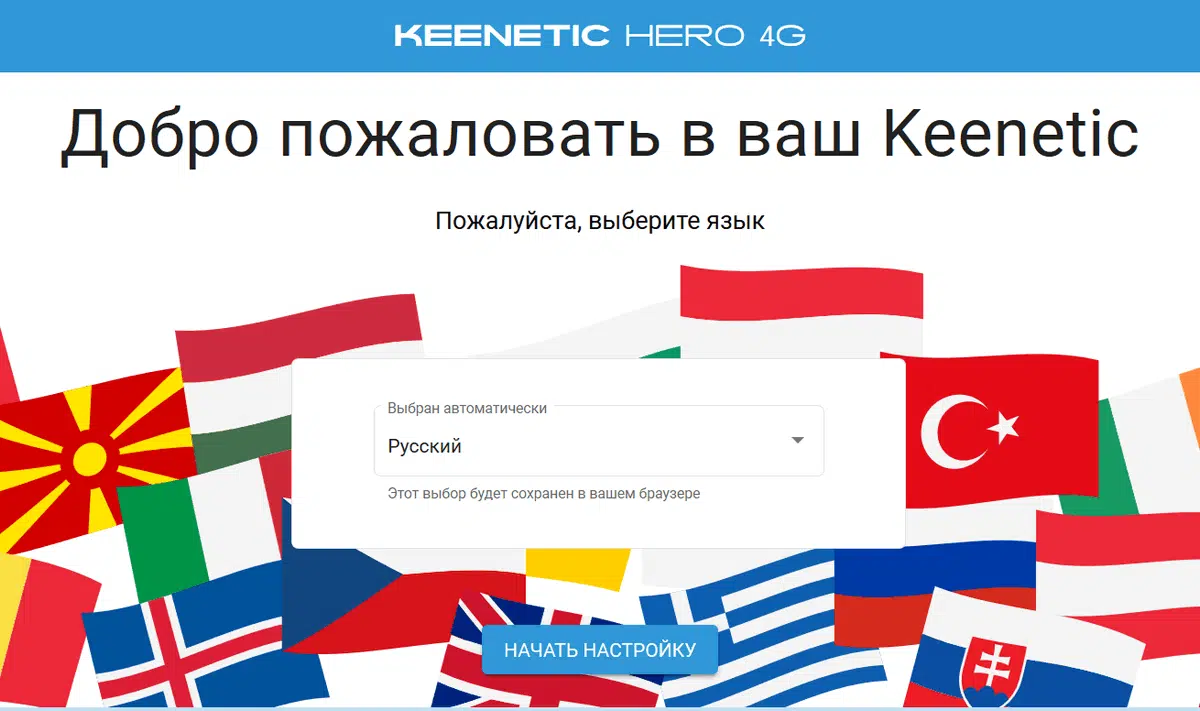 KEENETIC HERO 4G
Добро пожаловать в ваш Keenetic
Пожалуйста, выберите язык
Выбран автоматически
Русский
Этот выбор будет сохранен в вашем браузере
НАЧАТЬ НАСТРОЙКУ